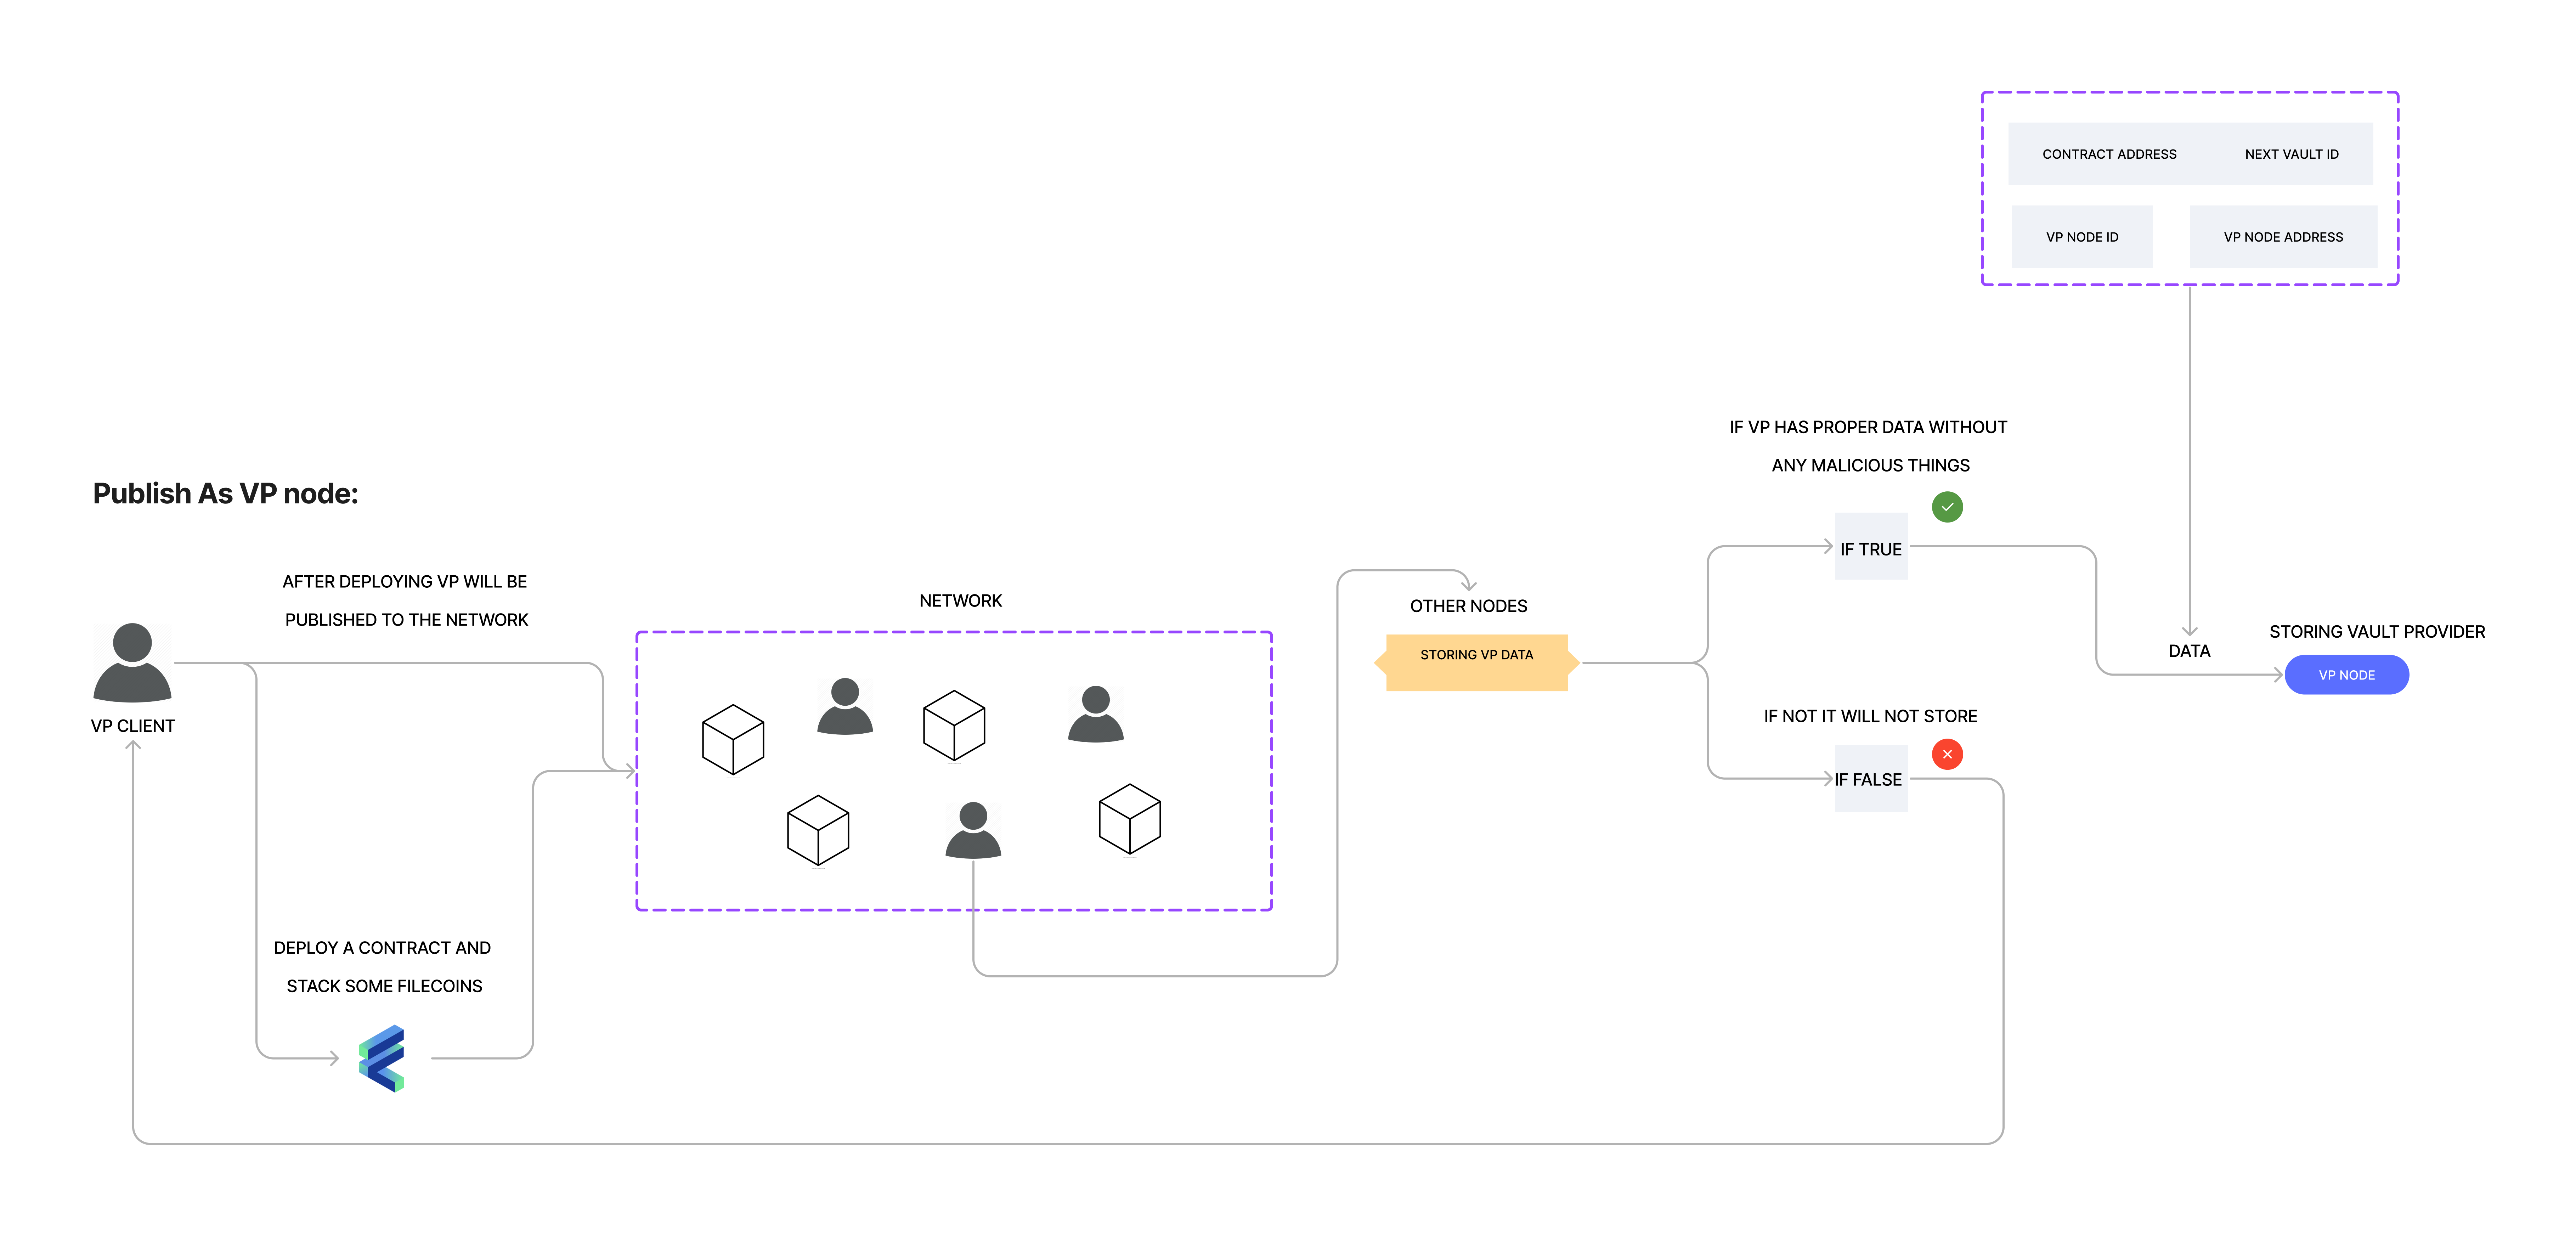 CONTRACT ADDRESS
NEXT VAULT ID
VP NODE ID
VP NODE ADDRESS
IF VP HAS PROPER DATA WITHOUT
ANY MALICIOUS THINGS
Publish As VP node:
IF TRUE
AFTER DEPLOYING VP WILL BE
PUBLISHED TO THE NETWORK
NETWORK
OTHER NODES
STORING VP DATA
STORING VAULT PROVIDER
DATA
VP NODE
VP CLIENT
IF NOT IT WILL NOT STORE
IF FALSE
DEPLOY A CONTRACT AND
STACK SOME FILECOINS